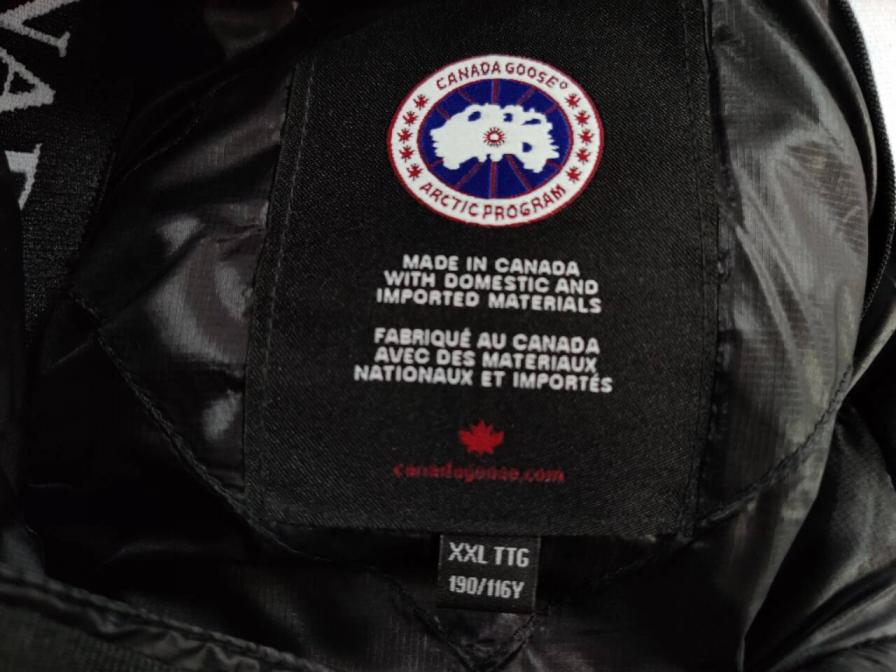 CANADA GOOSE®
ARCTIC PROGRAM
MADE IN CANADA
WITH DOMESTIC AND
IMPORTED MATERIALS
FABRIQUÉ AU CANADA
AVEC DES MATERIAUX
NATIONAUX ET IMPORTÉS
canadagoose.com
XXL TTG
190/116Y